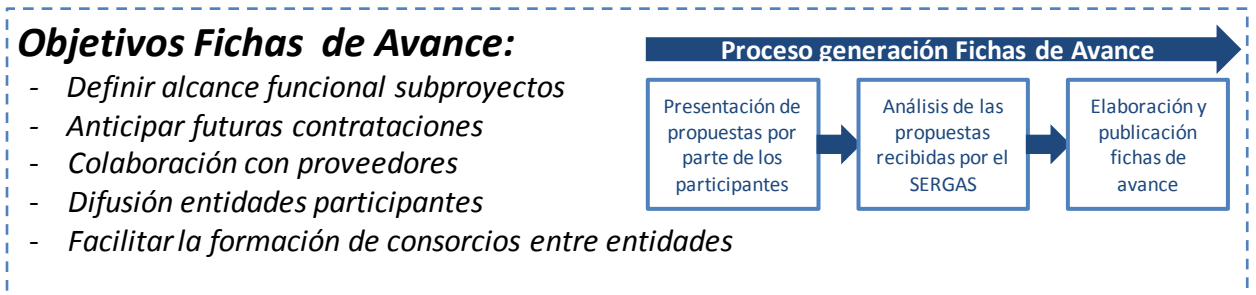 Objetivos Fichas de Avance:
- Definir alcance funcional subproyectos
- Anticipar futuras contrataciones
- Colaboración con proveedores
- Difusión entidades participantes
- Facilitar la formación de consorcios entre entidades
Proceso generación Fichas de Avance
Presentación de
propuestas por
parte de los
participantes
Análisis de las
propuestas
recibidas por el
SERGAS
Elaboración y
publicación
fichas de
avance